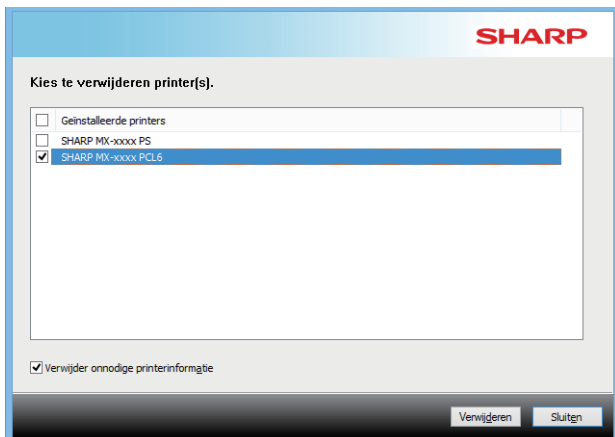 SHARP
Kies te verwijderen printer(s).
Geïnstalleerde printers
SHARP MX-xxxx PS
SHARP MX-xxxx PCL6
Verwijder onnodige printerinformatie
Verwijderen Sluiten